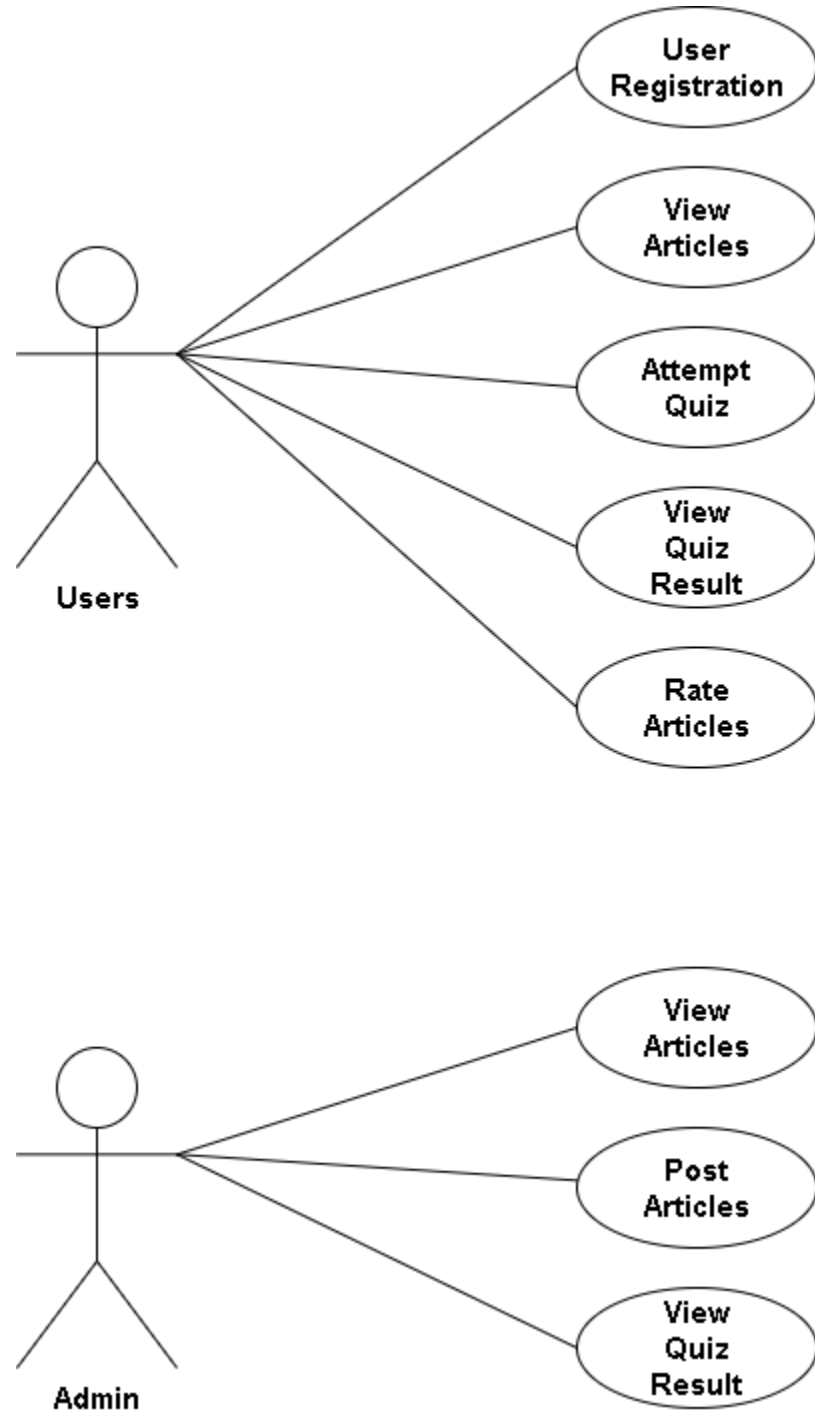 User
Registration
View
Articles
Attempt
Quiz
View
Quiz
Result
Users
Rate
Articles
View
Articles
Post
Articles
View
Quiz
Result
Admin